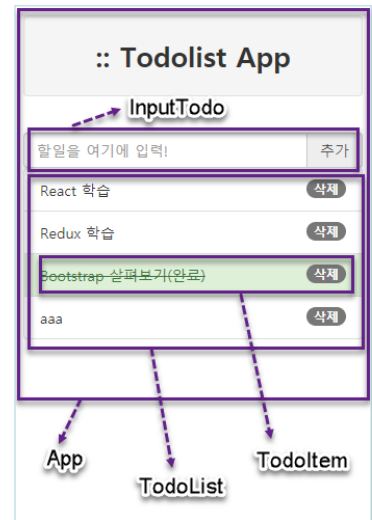 :: Todolist App
InputTodo
할일을 여기에 입력!
추가
React 학습
삭제
Redux 학습
삭제
Bootstrap 살펴보기(완료)
삭제
aaa
삭제
App
TodoItem
TodoList